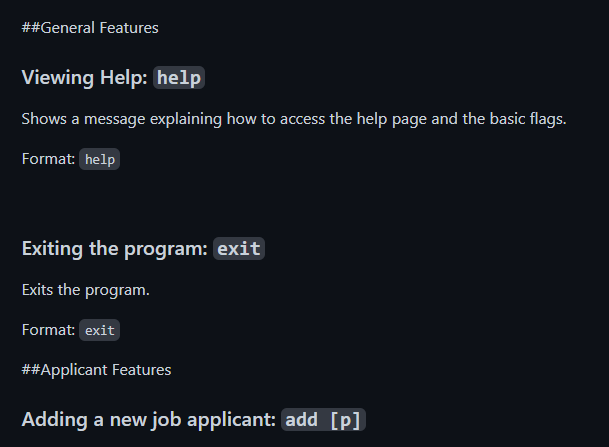 ##General Features
Viewing Help: help
Shows a message explaining how to access the help page and the basic flags.
Format: help
Exiting the program: exit
Exits the program.
Format: exit
##Applicant Features
Adding a new job applicant: add [p]